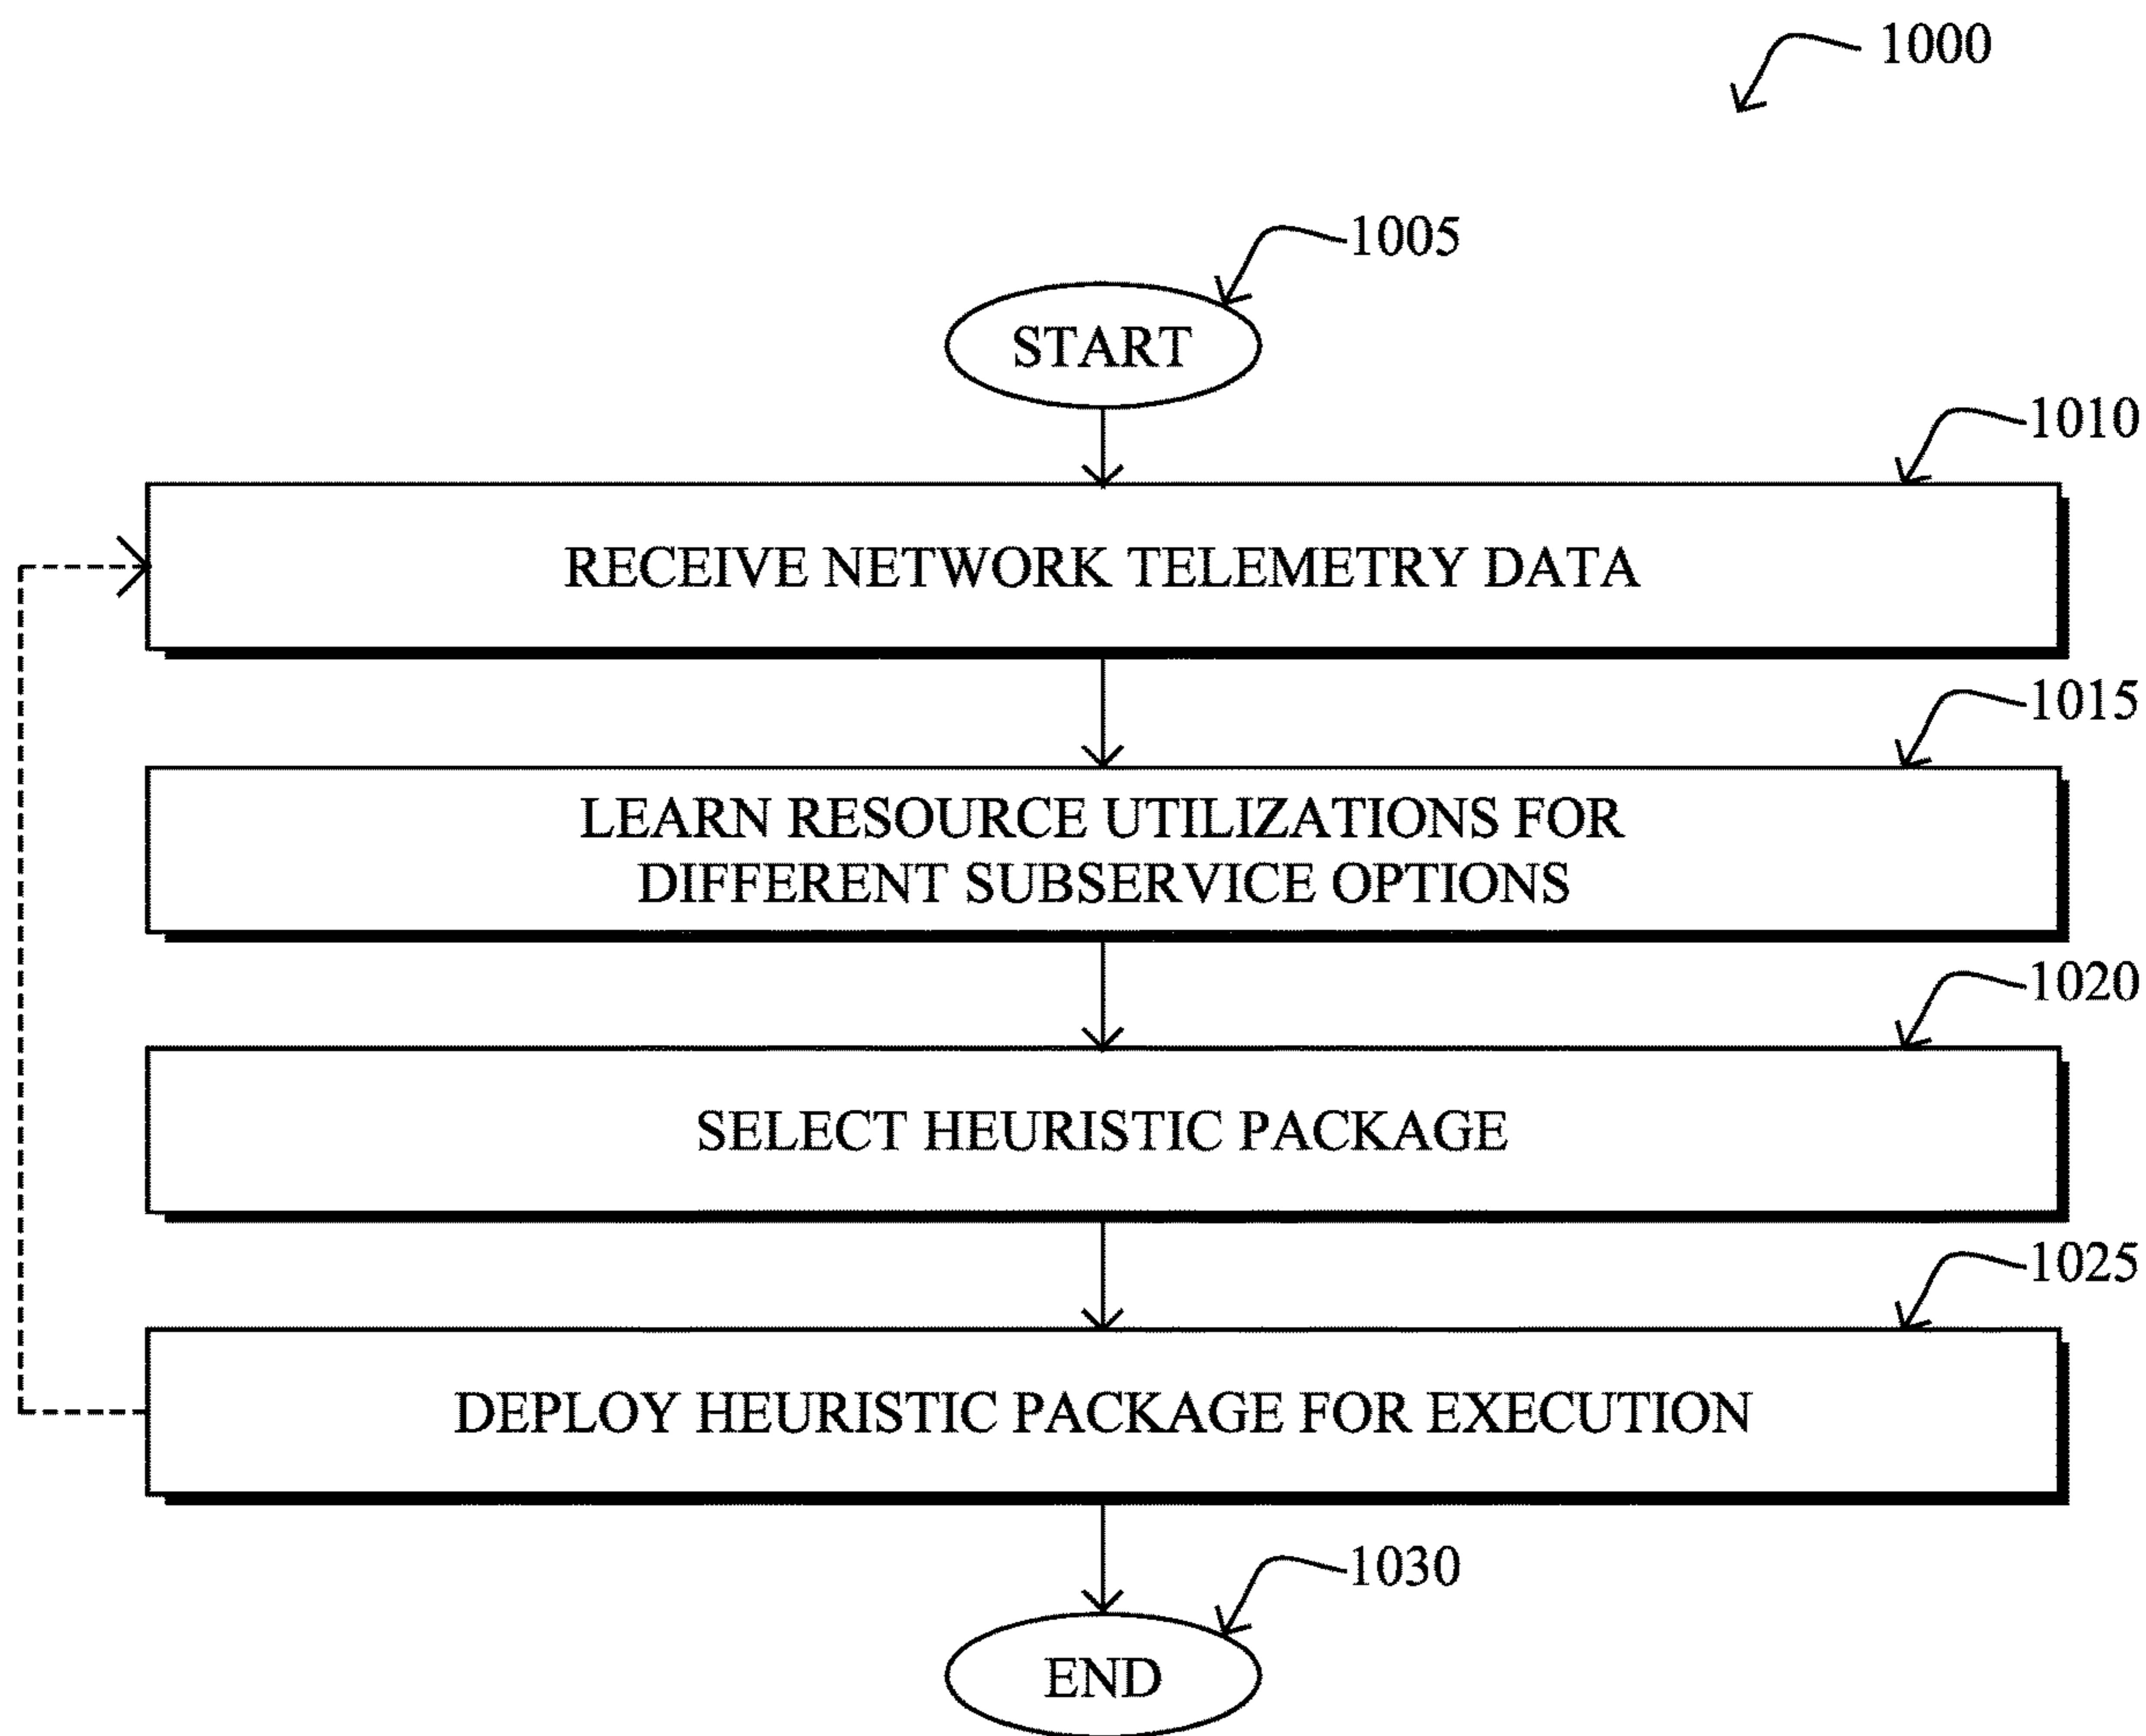 1000
1005
START
1010
RECEIVE NETWORK TELEMETRY DATA
1015
LEARN RESOURCE UTILIZATIONS FOR
DIFFERENT SUBSERVICE OPTIONS
1020
SELECT HEURISTIC PACKAGE
1025
DEPLOY HEURISTIC PACKAGE FOR EXECUTION
1030
END